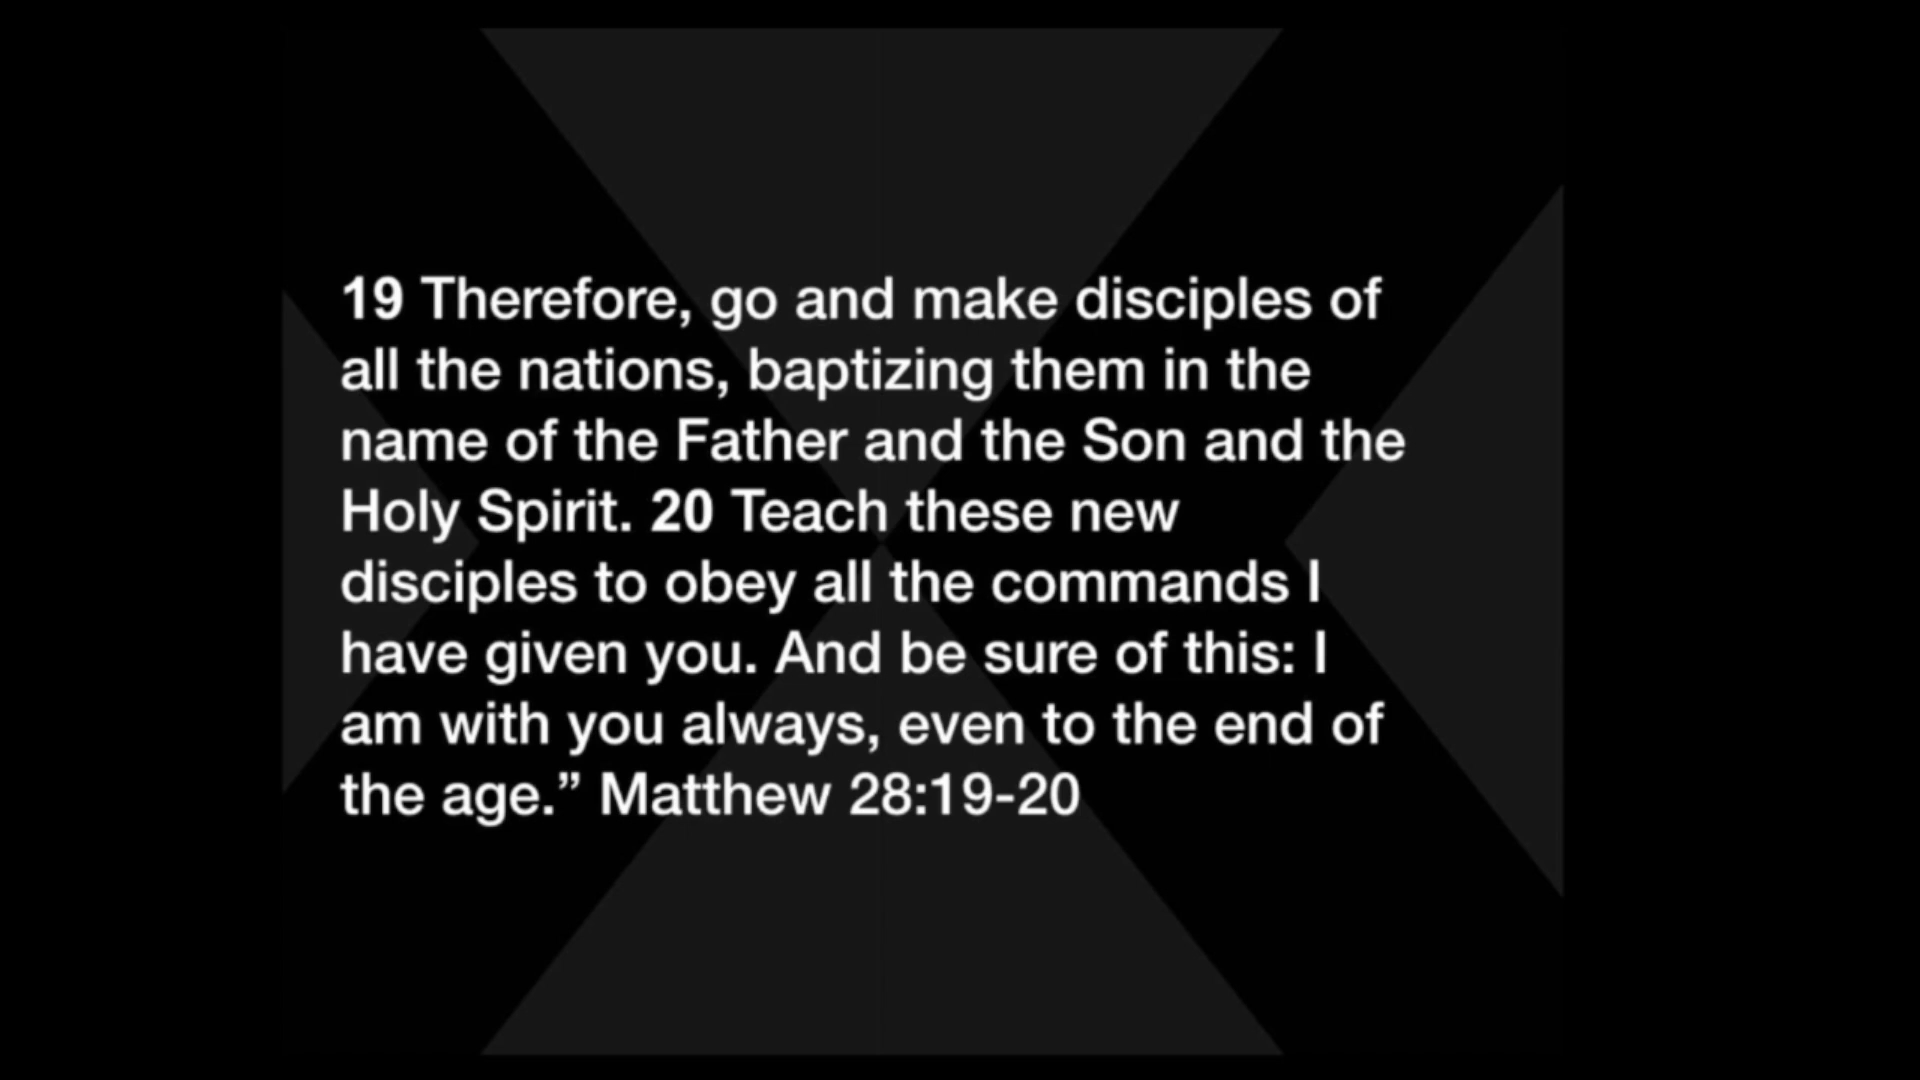 19 Therefore, go and make disciples of
all the nations, baptizing them in the
name of the Father and the Son and the
Holy Spirit. 20 Teach these new
disciples to obey all the commands I
have given you. And be sure of this: I
am with you always, even to the end of
the age.” Matthew 28:19-20